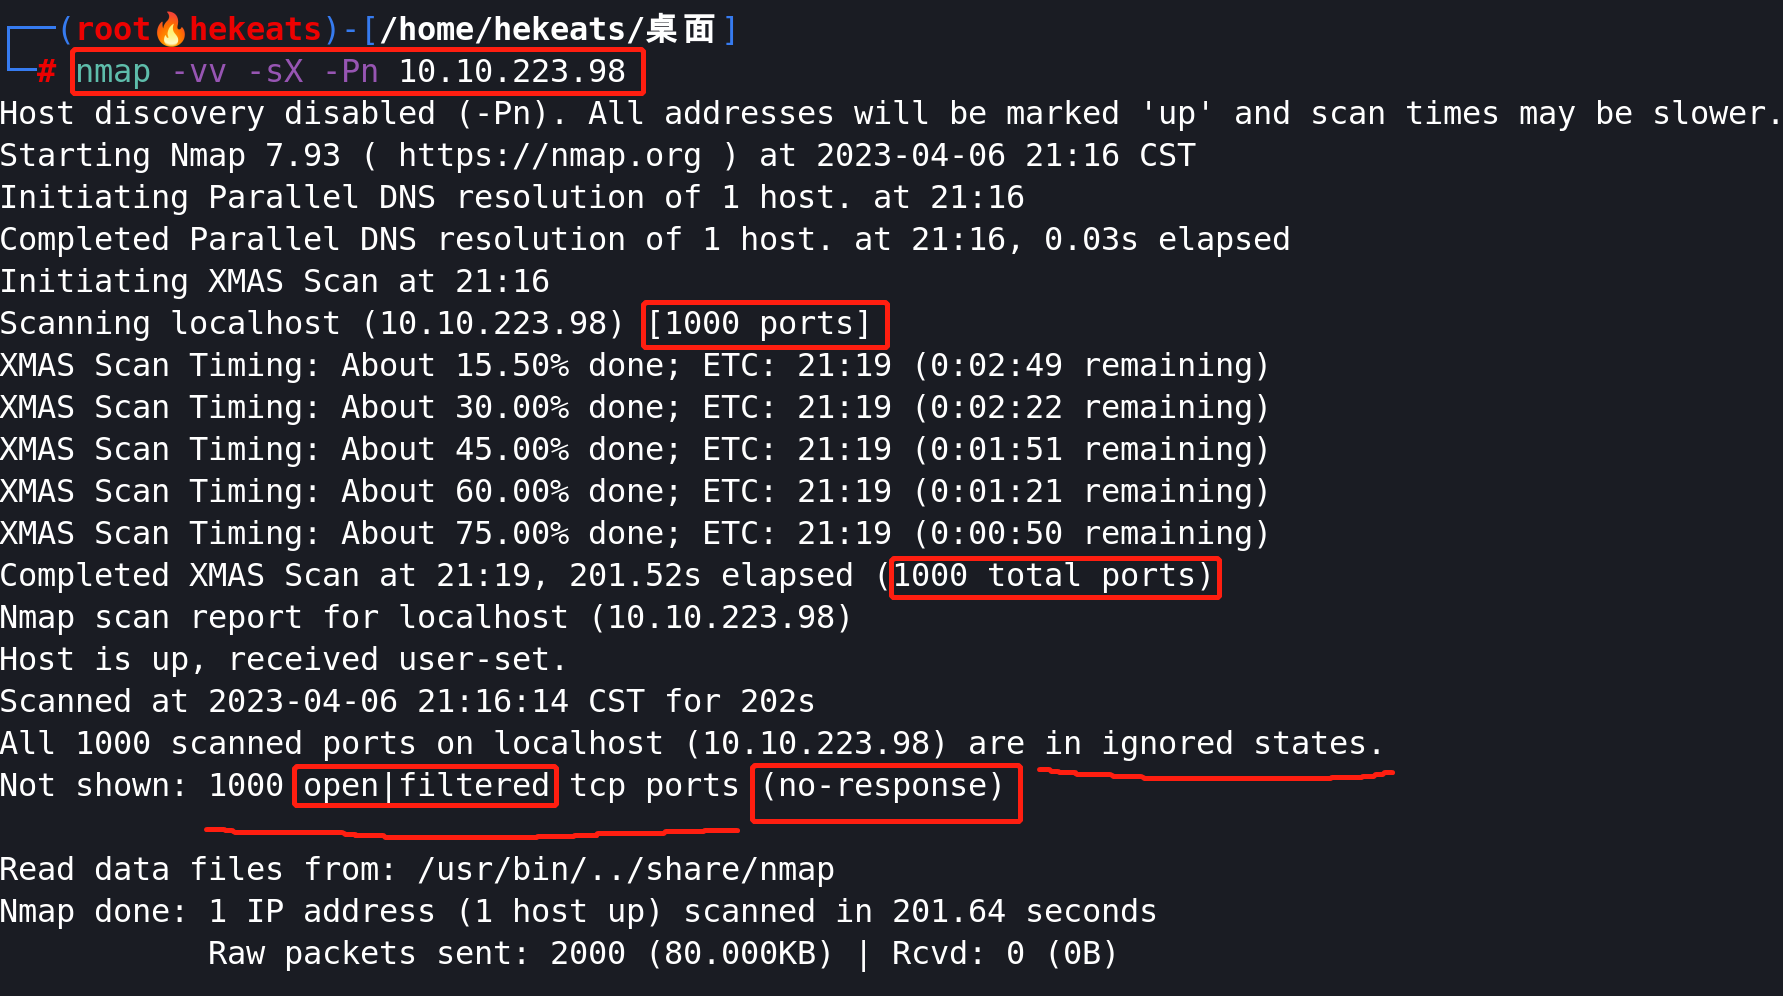 (root🔥hekeats)-[/home/hekeats/桌面]
# nmap -vv -sX -Pn 10.10.223.98
Host discovery disabled (-Pn). All addresses will be marked 'up' and scan times may be slower.
Starting Nmap 7.93 ( https://nmap.org ) at 2023-04-06 21:16 CST
Initiating Parallel DNS resolution of 1 host. at 21:16
Completed Parallel DNS resolution of 1 host. at 21:16, 0.03s elapsed
Initiating XMAS Scan at 21:16
Scanning localhost (10.10.223.98) [1000 ports]
XMAS Scan Timing: About 15.50% done; ETC: 21:19 (0:02:49 remaining)
XMAS Scan Timing: About 30.00% done; ETC: 21:19 (0:02:22 remaining)
XMAS Scan Timing: About 45.00% done; ETC: 21:19 (0:01:51 remaining)
XMAS Scan Timing: About 60.00% done; ETC: 21:19 (0:01:21 remaining)
XMAS Scan Timing: About 75.00% done; ETC: 21:19 (0:00:50 remaining)
Completed XMAS Scan at 21:19, 201.52s elapsed (1000 total ports)
Nmap scan report for localhost (10.10.223.98)
Host is up, received user-set.
Scanned at 2023-04-06 21:16:14 CST for 202s
All 1000 scanned ports on localhost (10.10.223.98) are in ignored states.
Not shown: 1000 open|filtered tcp ports (no-response)
Read data files from: /usr/bin/../share/nmap
Nmap done: 1 IP address (1 host up) scanned in 201.64 seconds
Raw packets sent: 2000 (80.000KB) | Rcvd: 0 (0B)